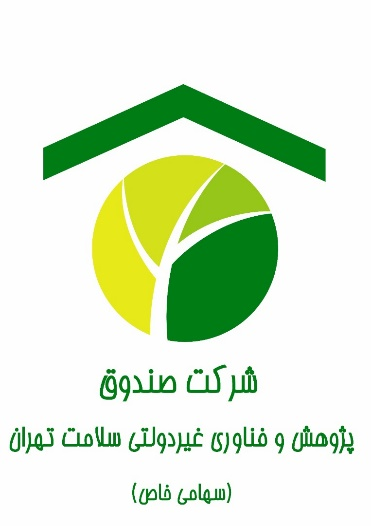 شرکت صندوق
پژوهش و فناوری غیردولتی سلامت تهران
(سهامی خاص)